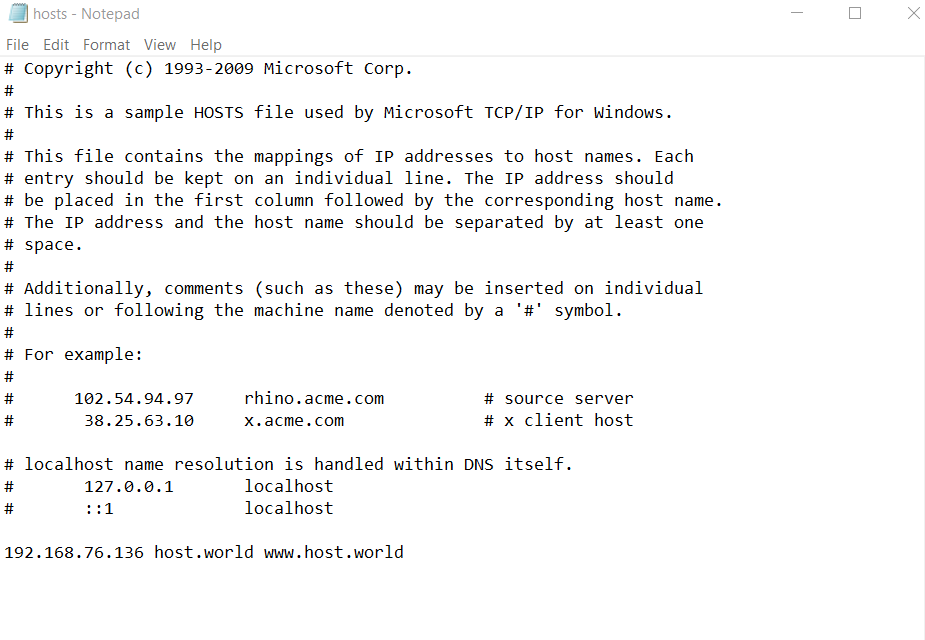 hosts - Notepad
File Edit Format View Help
# Copyright (c) 1993-2009 Microsoft Corp.
#
# This is a sample HOSTS file used by Microsoft TCP/IP for Windows.
#
# This file contains the mappings of IP addresses to host names. Each
# entry should be kept on an individual line. The IP address should
# be placed in the first column followed by the corresponding host name.
# The IP address and the host name should be separated by at least one
# space.
#
# Additionally, comments (such as these) may be inserted on individual
# lines or following the machine name denoted by a '#' symbol.
#
# For example:
#
#      102.54.94.97     rhino.acme.com          # source server
#       38.25.63.10     x.acme.com              # x client host

# localhost name resolution is handled within DNS itself.
#       127.0.0.1       localhost
#       ::1             localhost

192.168.76.136 host.world www.host.world